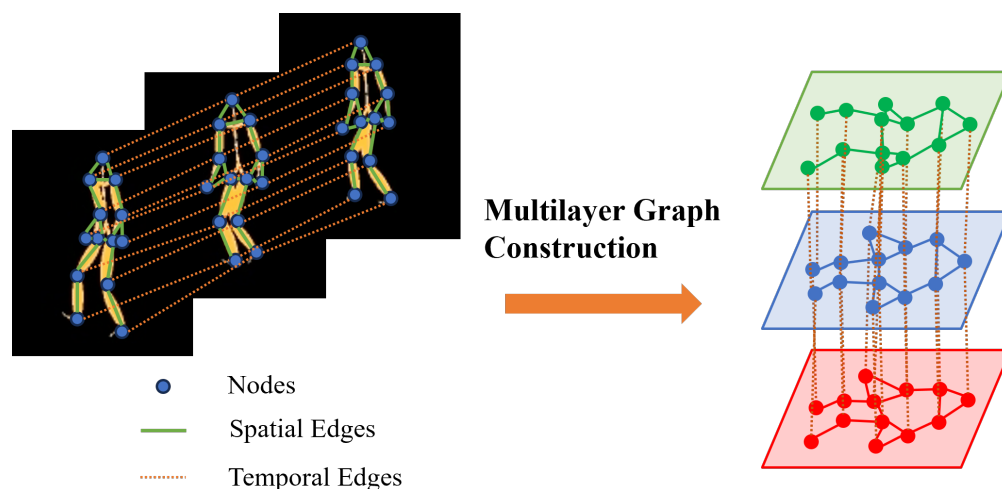 Multilayer Graph
Construction
Nodes
Spatial Edges
Temporal Edges